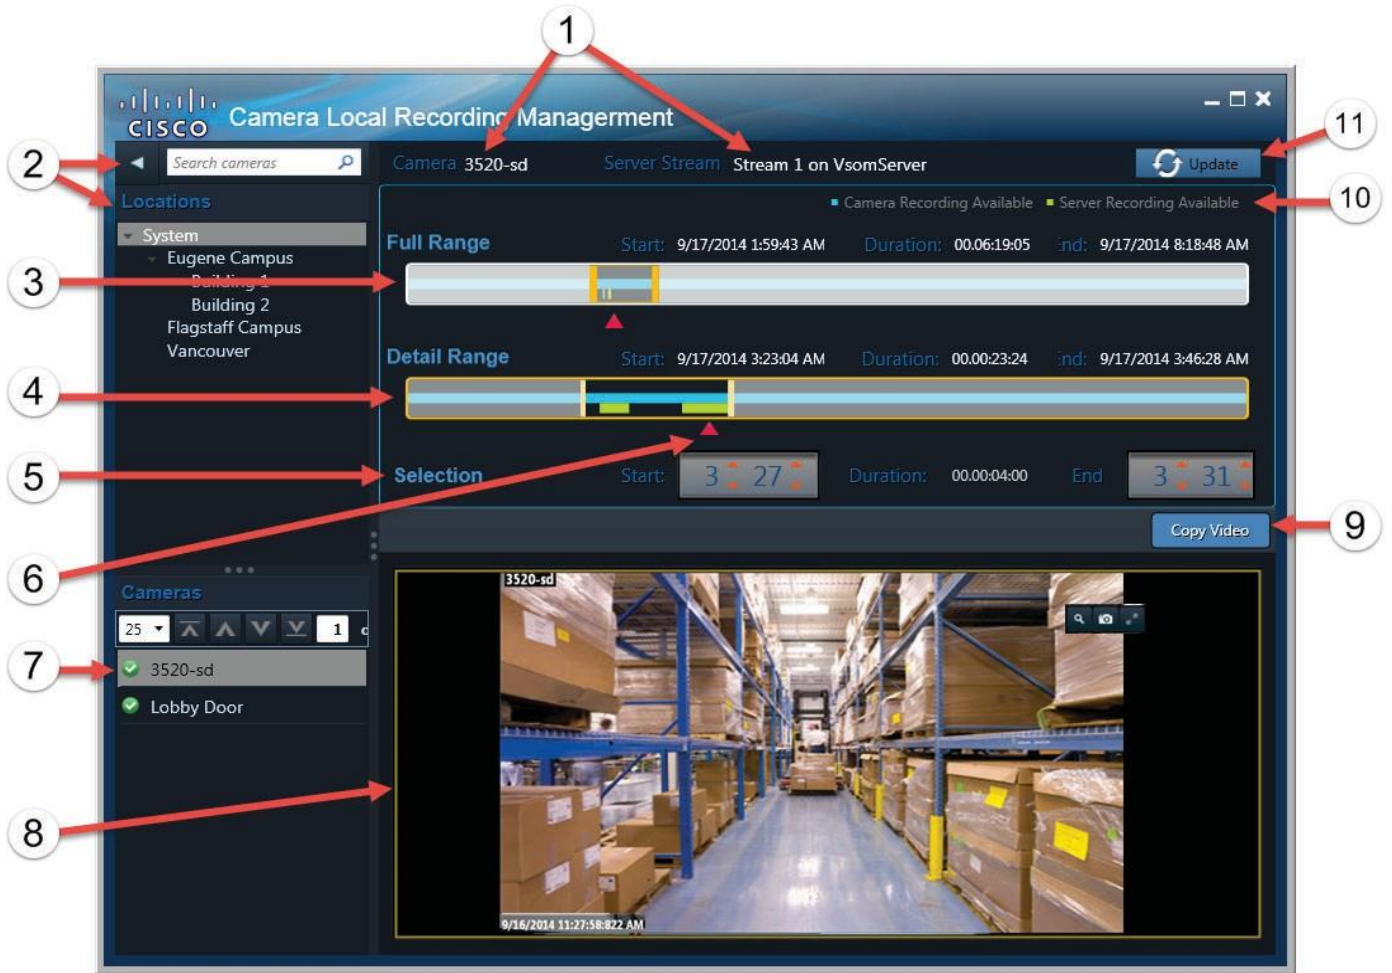 1
CISCO Camera Local Recording Managerment
11
2
Search cameras
Camera 3520-sd Server Stream Stream 1 on VsomServer Update
Locations
Camera Recording Available Server Recording Available
10
System
Full Range Start: 9/17/2014 1:59:43 AM Duration: 00.06:19:05 nd: 9/17/2014 8:18:48 AM
Eugene Campus
3
Building 1
Building 2
Flagstaff Campus
Vancouver
Detail Range Start: 9/17/2014 3:23:04 AM Duration: 00.00:23:24 nd: 9/17/2014 3:46:28 AM
4
5
Selection Start: 3 : 27 Duration: 00.00:04:00 End 3 : 31
Copy Video
9
6
Cameras
3520-sd
25 1
7
3520-sd
Lobby Door
8
9/16/2014 11:27:58:822 AM